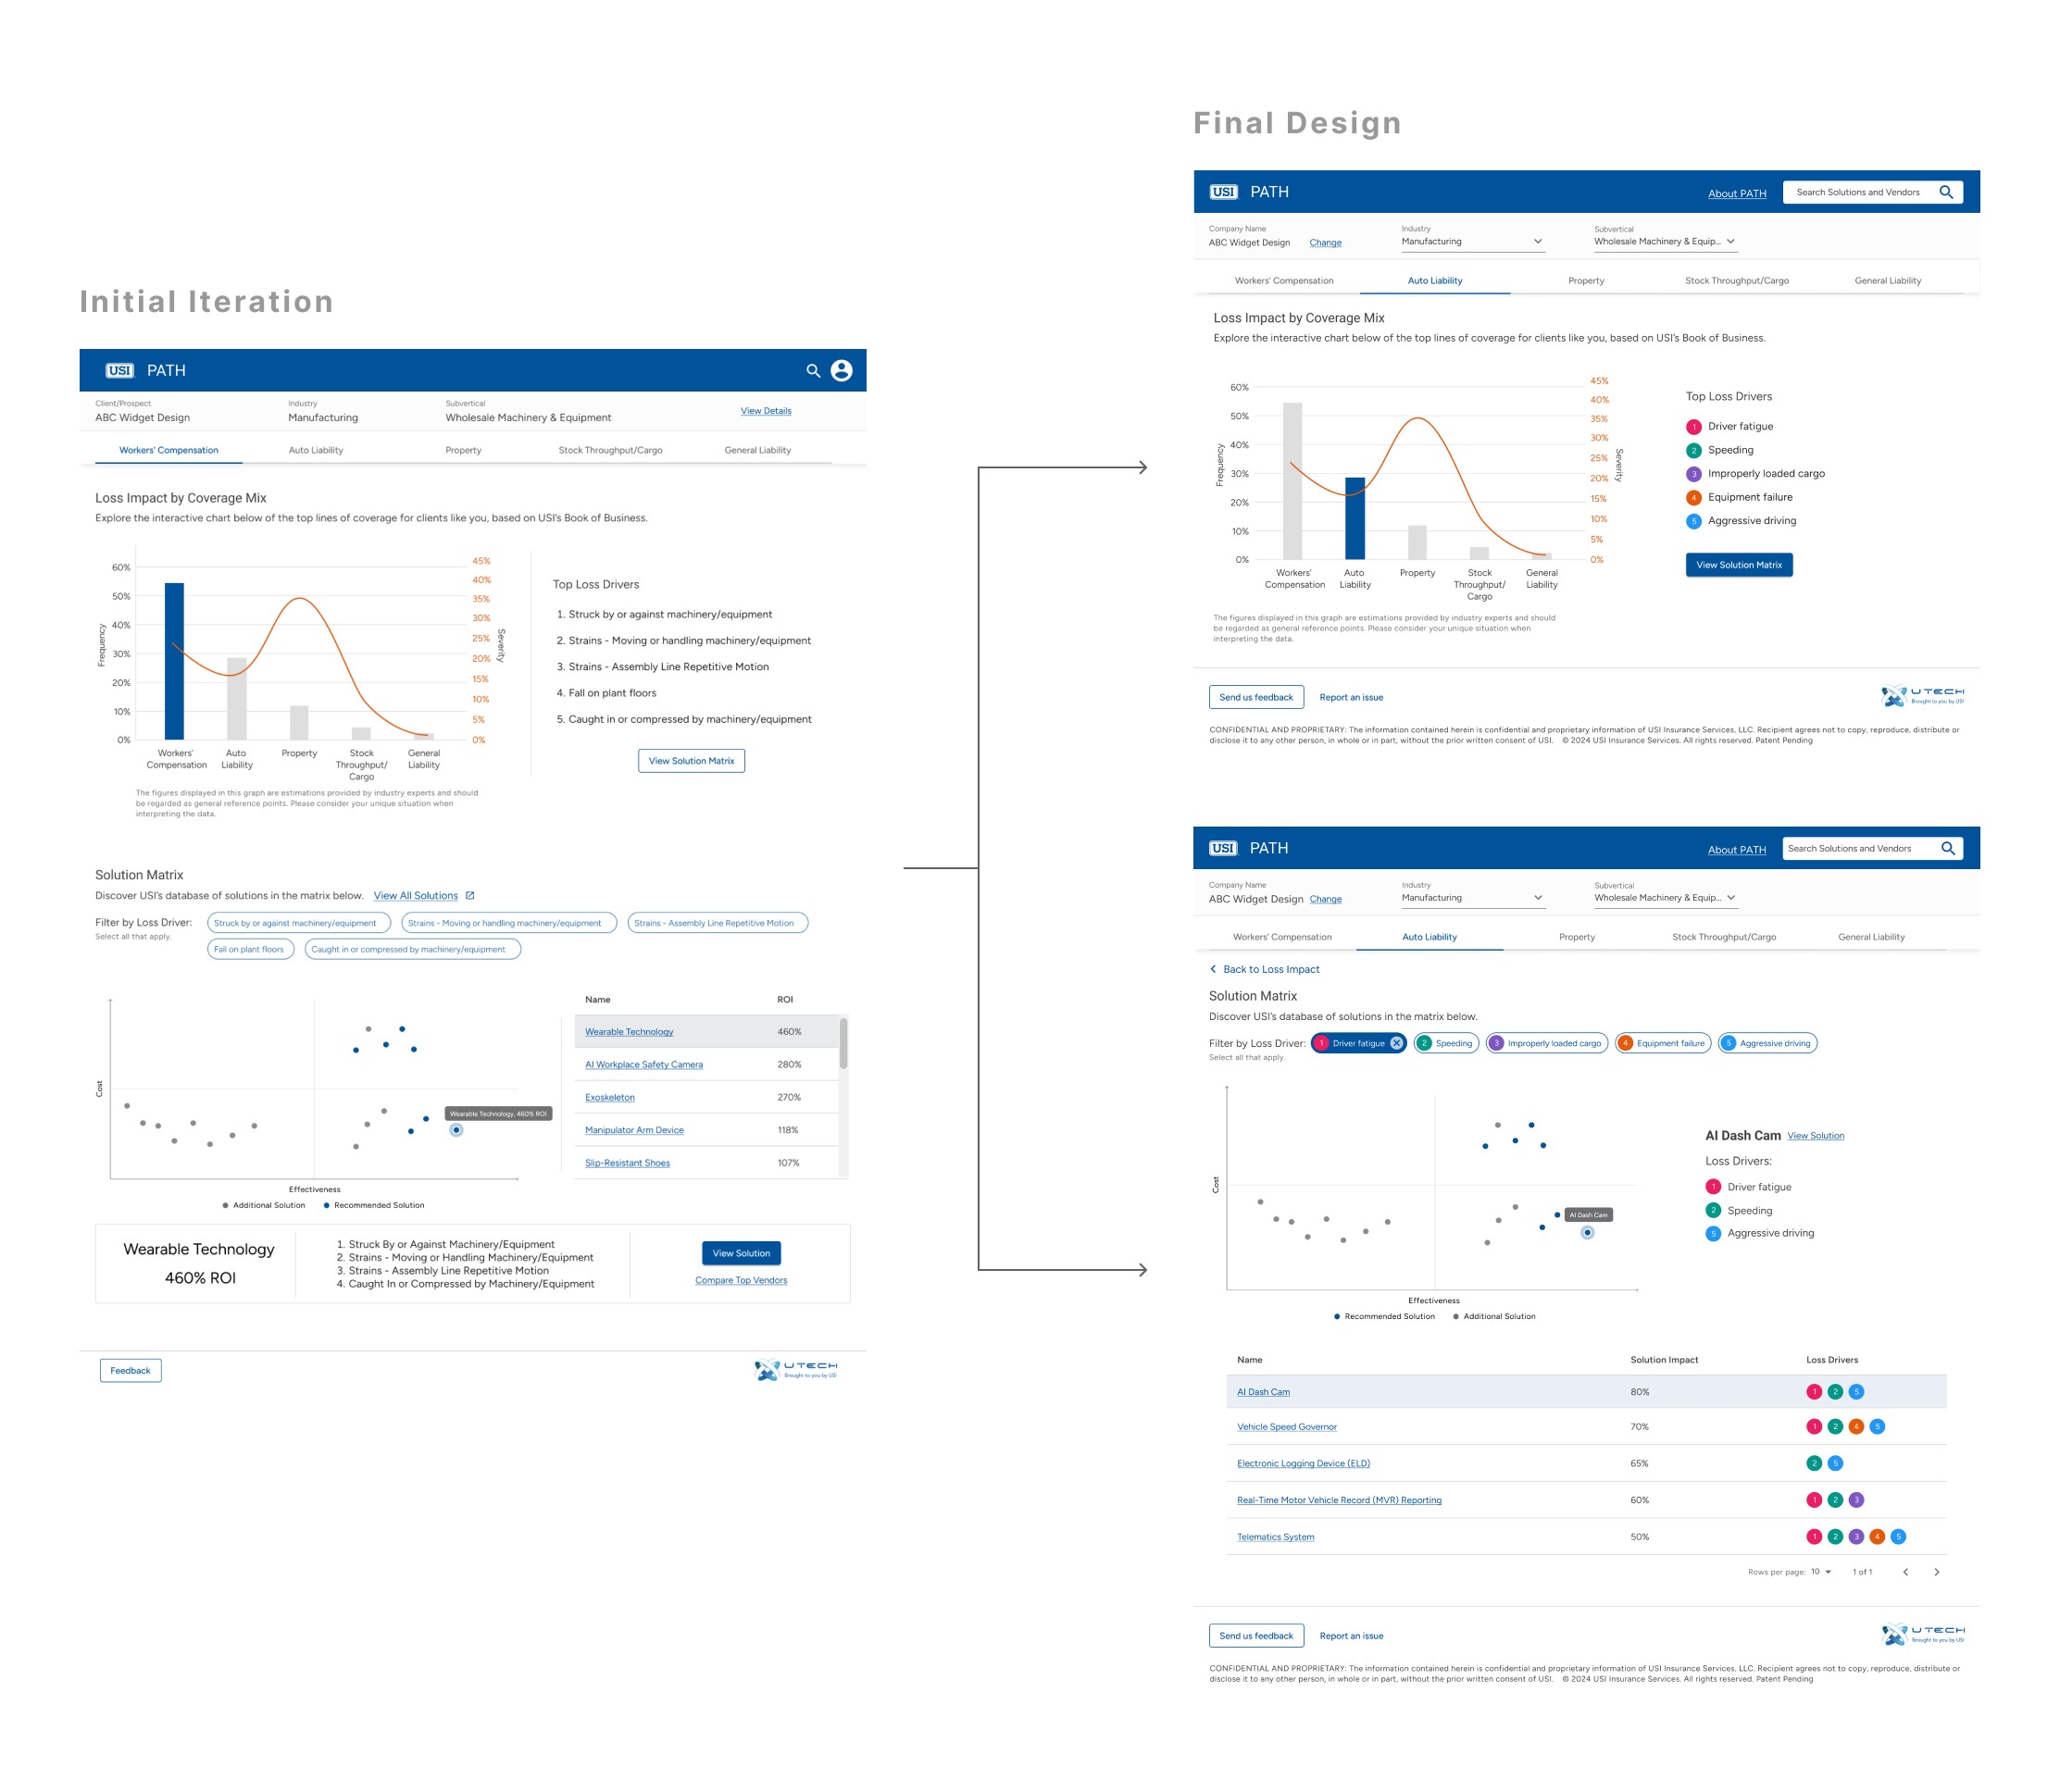 Initial Iteration
USI PATH
Client/Prospect
ABC Widget Design
Industry
Manufacturing
Subvertical
Wholesale Machinery & Equipment
View Details
Workers' Compensation
Auto Liability
Property
Stock Throughput/Cargo
General Liability
Loss Impact by Coverage Mix
Explore the interactive chart below of the top lines of coverage for clients like you, based on USI's Book of Business.
Frequency
60%
50%
40%
30%
20%
10%
0%
45%
40%
35%
30%
25%
20%
15%
10%
5%
0%
Severity
Workers'
Compensation
Auto
Liability
Property
Stock
Throughput/
Cargo
General
Liability
The figures displayed in this graph are estimations provided by industry experts and should
be regarded as general reference points. Please consider your unique situation when
interpreting the data.
Top Loss Drivers
1. Struck by or against machinery/equipment
2. Strains - Moving or handling machinery/equipment
3. Strains - Assembly Line Repetitive Motion
4. Fall on plant floors
5. Caught in or compressed by machinery/equipment
View Solution Matrix
Solution Matrix
Discover USI's database of solutions in the matrix below. View All Solutions
Filter by Loss Driver:
Select all that apply.
Struck by or against machinery/equipment
Strains - Moving or handling machinery/equipment
Strains - Assembly Line Repetitive Motion
Fall on plant floors
Caught in or compressed by machinery/equipment
Cost
Wearable Technology, 460% ROI
Effectiveness
Additional Solution
Recommended Solution
Name ROI
Wearable Technology 460%
AI Workplace Safety Camera 280%
Exoskeleton 270%
Manipulator Arm Device 118%
Slip-Resistant Shoes 107%
Wearable Technology
460% ROI
1. Struck By or Against Machinery/Equipment
2. Strains - Moving or Handling Machinery/Equipment
3. Strains - Assembly Line Repetitive Motion
4. Caught In or Compressed by Machinery/Equipment
View Solution
Compare Top Vendors
Feedback
UTECH
Brought to you by USI
Final Design
USI PATH
About PATH
Search Solutions and Vendors
Company Name
ABC Widget Design Change
Industry
Manufacturing
Subvertical
Wholesale Machinery & Equip...
Workers' Compensation
Auto Liability
Property
Stock Throughput/Cargo
General Liability
Loss Impact by Coverage Mix
Explore the interactive chart below of the top lines of coverage for clients like you, based on USI's Book of Business.
Frequency
60%
50%
40%
30%
20%
10%
0%
45%
40%
35%
30%
25%
20%
15%
10%
5%
0%
Severity
Workers'
Compensation
Auto
Liability
Property
Stock
Throughput/
Cargo
General
Liability
The figures displayed in this graph are estimations provided by industry experts and should
be regarded as general reference points. Please consider your unique situation when
interpreting the data.
Top Loss Drivers
1 Driver fatigue
2 Speeding
3 Improperly loaded cargo
4 Equipment failure
5 Aggressive driving
View Solution Matrix
Send us feedback
Report an issue
UTECH
Brought to you by USI
CONFIDENTIAL AND PROPRIETARY: The information contained herein is confidential and proprietary information of USI Insurance Services, LLC. Recipient agrees not to copy, reproduce, distribute or
disclose it to any other person, in whole or in part, without the prior written consent of USI. © 2024 USI Insurance Services. All rights reserved. Patent Pending
USI PATH
About PATH
Search Solutions and Vendors
Company Name
ABC Widget Design Change
Industry
Manufacturing
Subvertical
Wholesale Machinery & Equip...
Workers' Compensation
Auto Liability
Property
Stock Throughput/Cargo
General Liability
Back to Loss Impact
Solution Matrix
Discover USI's database of solutions in the matrix below.
Filter by Loss Driver:
Select all that apply.
1 Driver fatigue
2 Speeding
3 Improperly loaded cargo
4 Equipment failure
5 Aggressive driving
Cost
AI Dash Cam
Effectiveness
Recommended Solution
Additional Solution
AI Dash Cam View Solution
Loss Drivers:
1 Driver fatigue
2 Speeding
5 Aggressive driving
Name Solution Impact Loss Drivers
AI Dash Cam 80% 1 2 5
Vehicle Speed Governor 70% 1 2 4 5
Electronic Logging Device (ELD) 65% 2 5
Real-Time Motor Vehicle Record (MVR) Reporting 60% 1 2 3
Telematics System 50% 1 2 3 4 5
Rows per page: 10 1 of 1
Send us feedback
Report an issue
UTECH
Brought to you by USI
CONFIDENTIAL AND PROPRIETARY: The information contained herein is confidential and proprietary information of USI Insurance Services, LLC. Recipient agrees not to copy, reproduce, distribute or
disclose it to any other person, in whole or in part, without the prior written consent of USI. © 2024 USI Insurance Services. All rights reserved. Patent Pending